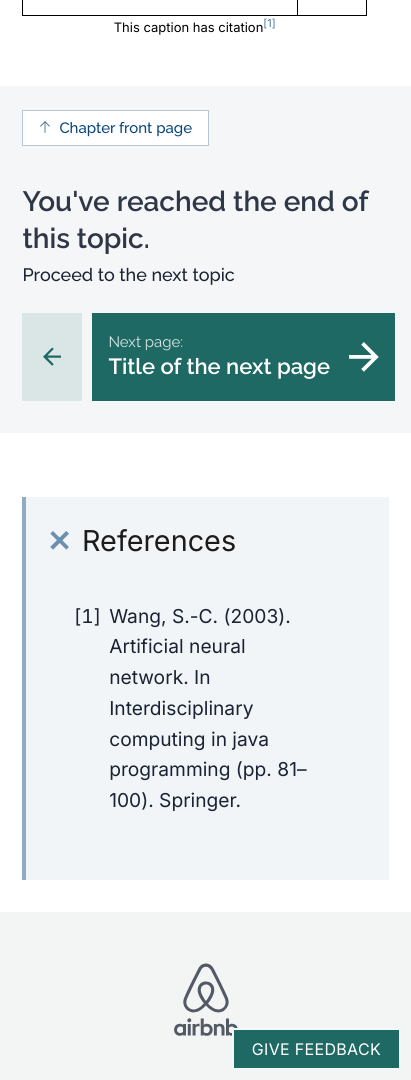 This caption has citation[1]
↑ Chapter front page
You've reached the end of
this topic.
Proceed to the next topic
Next page:
Title of the next page
References
[1] Wang, S.-C. (2003).
Artificial neural
network. In
Interdisciplinary
computing in java
programming (pp. 81–
100). Springer.
airbnb
GIVE FEEDBACK